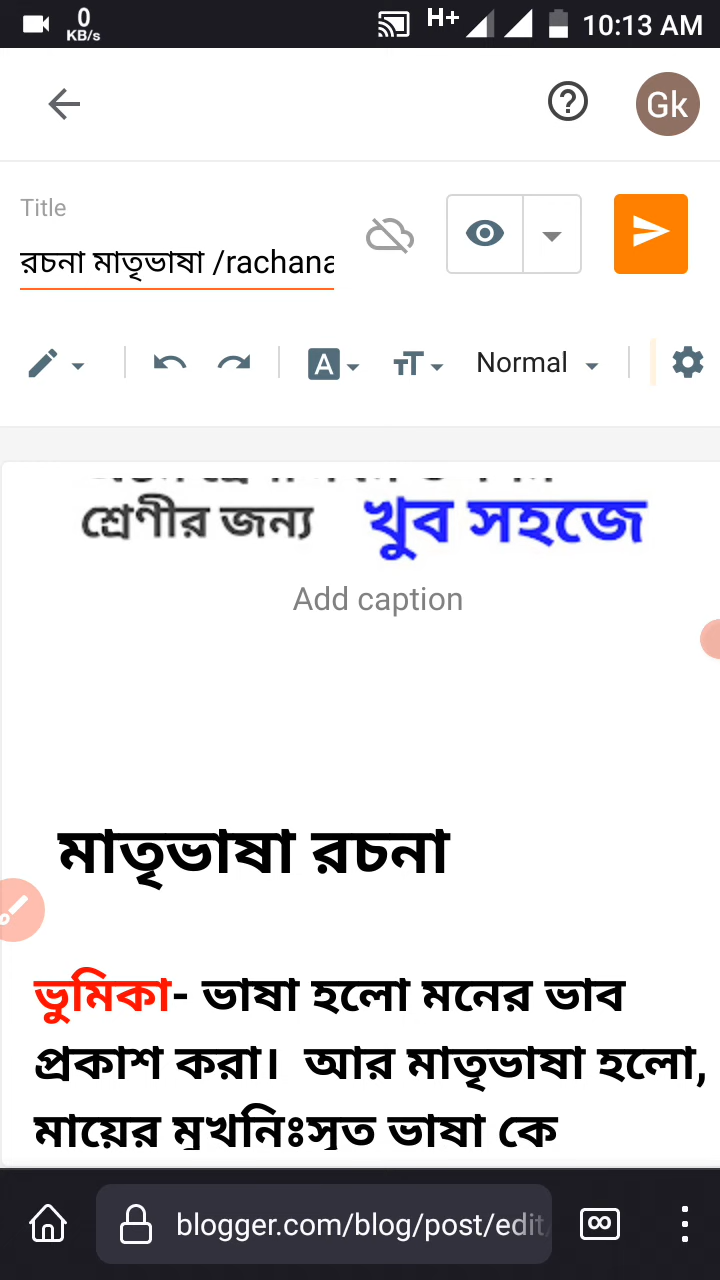 0
KB/s
H+
10:13 AM
Gk
Title
রচনা মাতৃভাষা /rachana
A
Normal
শ্রেণীর জন্য খুব সহজে
Add caption
মাতৃভাষা রচনা
ভুমিকা- ভাষা হলো মনের ভাব
প্রকাশ করা। আর মাতৃভাষা হলো,
মায়ের মুখনিঃসৃত ভাষা কে
blogger.com/blog/post/edit/